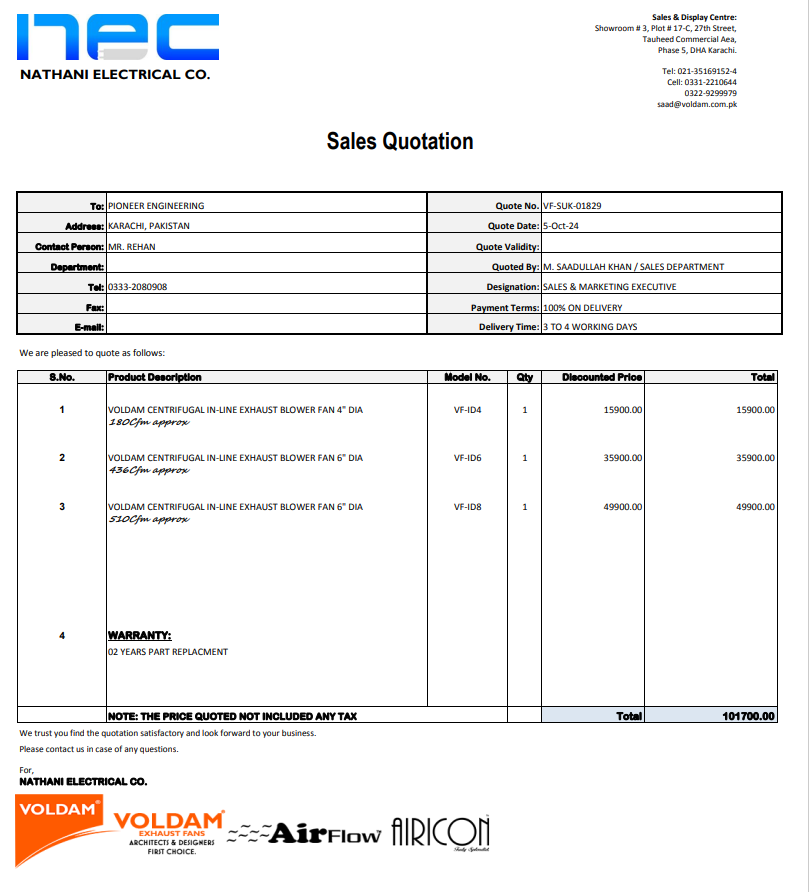 nec
NATHANI ELECTRICAL CO.
Sales & Display Centre:
Showroom # 3, Plot # 17-C, 27th Street,
Tauheed Commercial Aea,
Phase 5, DHA Karachi.
Tel: 021-35169152-4
Cell: 0331-2210644
0322-9299979
saad@voldam.com.pk
Sales Quotation
To: PIONEER ENGINEERING Quote No. VF-SUK-01829
Address: KARACHI, PAKISTAN Quote Date: 5-Oct-24
Contact Person: MR. REHAN Quote Validity:
Department: Quoted By: M. SAADULLAH KHAN / SALES DEPARTMENT
Tel: 0333-2080908 Designation: SALES & MARKETING EXECUTIVE
Fax: Payment Terms: 100% ON DELIVERY
E-mail: Delivery Time: 3 TO 4 WORKING DAYS
We are pleased to quote as follows:
S.No. Product Description Model No. Qty Discounted Price Total
1 VOLDAM CENTRIFUGAL IN-LINE EXHAUST BLOWER FAN 4" DIA VF-ID4 1 15900.00 15900.00
180Cfm approx
2 VOLDAM CENTRIFUGAL IN-LINE EXHAUST BLOWER FAN 6" DIA VF-ID6 1 35900.00 35900.00
436Cfm approx
3 VOLDAM CENTRIFUGAL IN-LINE EXHAUST BLOWER FAN 6" DIA VF-ID8 1 49900.00 49900.00
510Cfm approx
4 WARRANTY:
02 YEARS PART REPLACMENT
NOTE: THE PRICE QUOTED NOT INCLUDED ANY TAX Total 101700.00
We trust you find the quotation satisfactory and look forward to your business.
Please contact us in case of any questions.
For,
NATHANI ELECTRICAL CO.
VOLDAM®
VOLDAM®
EXHAUST FANS
ARCHITECTS & DESIGNERS
FIRST CHOICE.
AirFlow
AIRICON